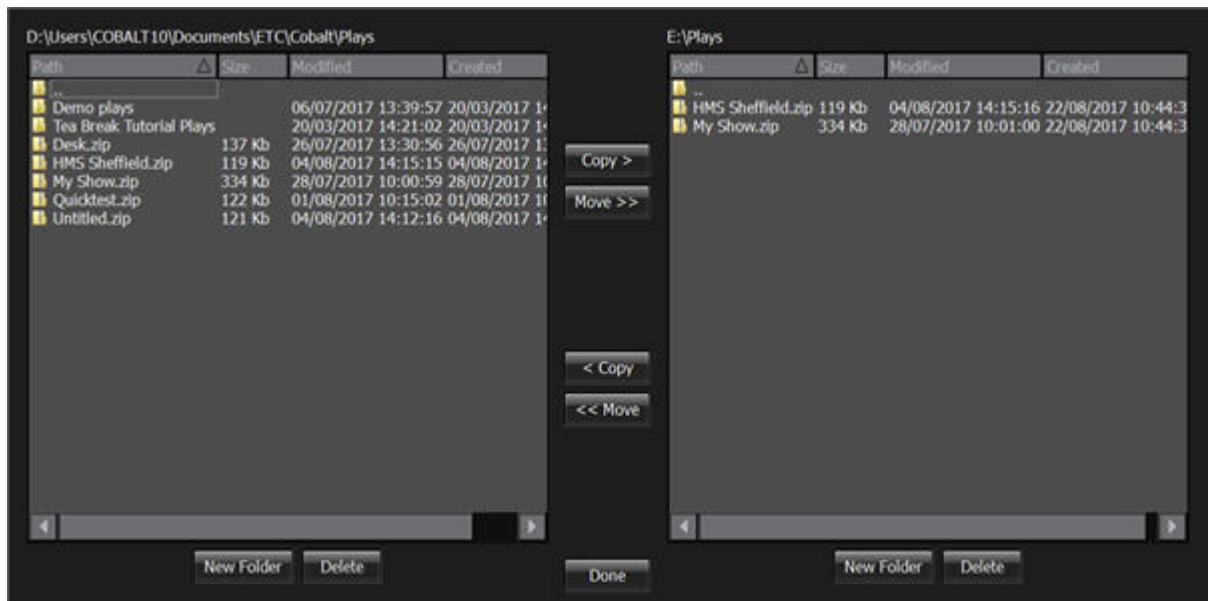 D:\Users\COBALT10\Documents\ETC\Cobalt\Plays
Path Size Modified Created
..
Demo plays 06/07/2017 13:39:57 20/03/2017 14
Tea Break Tutorial Plays 20/03/2017 14:21:02 20/03/2017 14
Desk.zip 137 Kb 26/07/2017 13:30:56 26/07/2017 13
HMS Sheffield.zip 119 Kb 04/08/2017 14:15:15 04/08/2017 14
My Show.zip 334 Kb 28/07/2017 10:00:59 28/07/2017 10
Quicktest.zip 122 Kb 01/08/2017 10:15:02 01/08/2017 10
Untitled.zip 121 Kb 04/08/2017 14:12:16 04/08/2017 14
New Folder Delete
Copy >
Move >>
< Copy
<< Move
Done
E:\Plays
Path Size Modified Created
..
HMS Sheffield.zip 119 Kb 04/08/2017 14:15:16 22/08/2017 10:44:3
My Show.zip 334 Kb 28/07/2017 10:01:00 22/08/2017 10:44:3
New Folder Delete